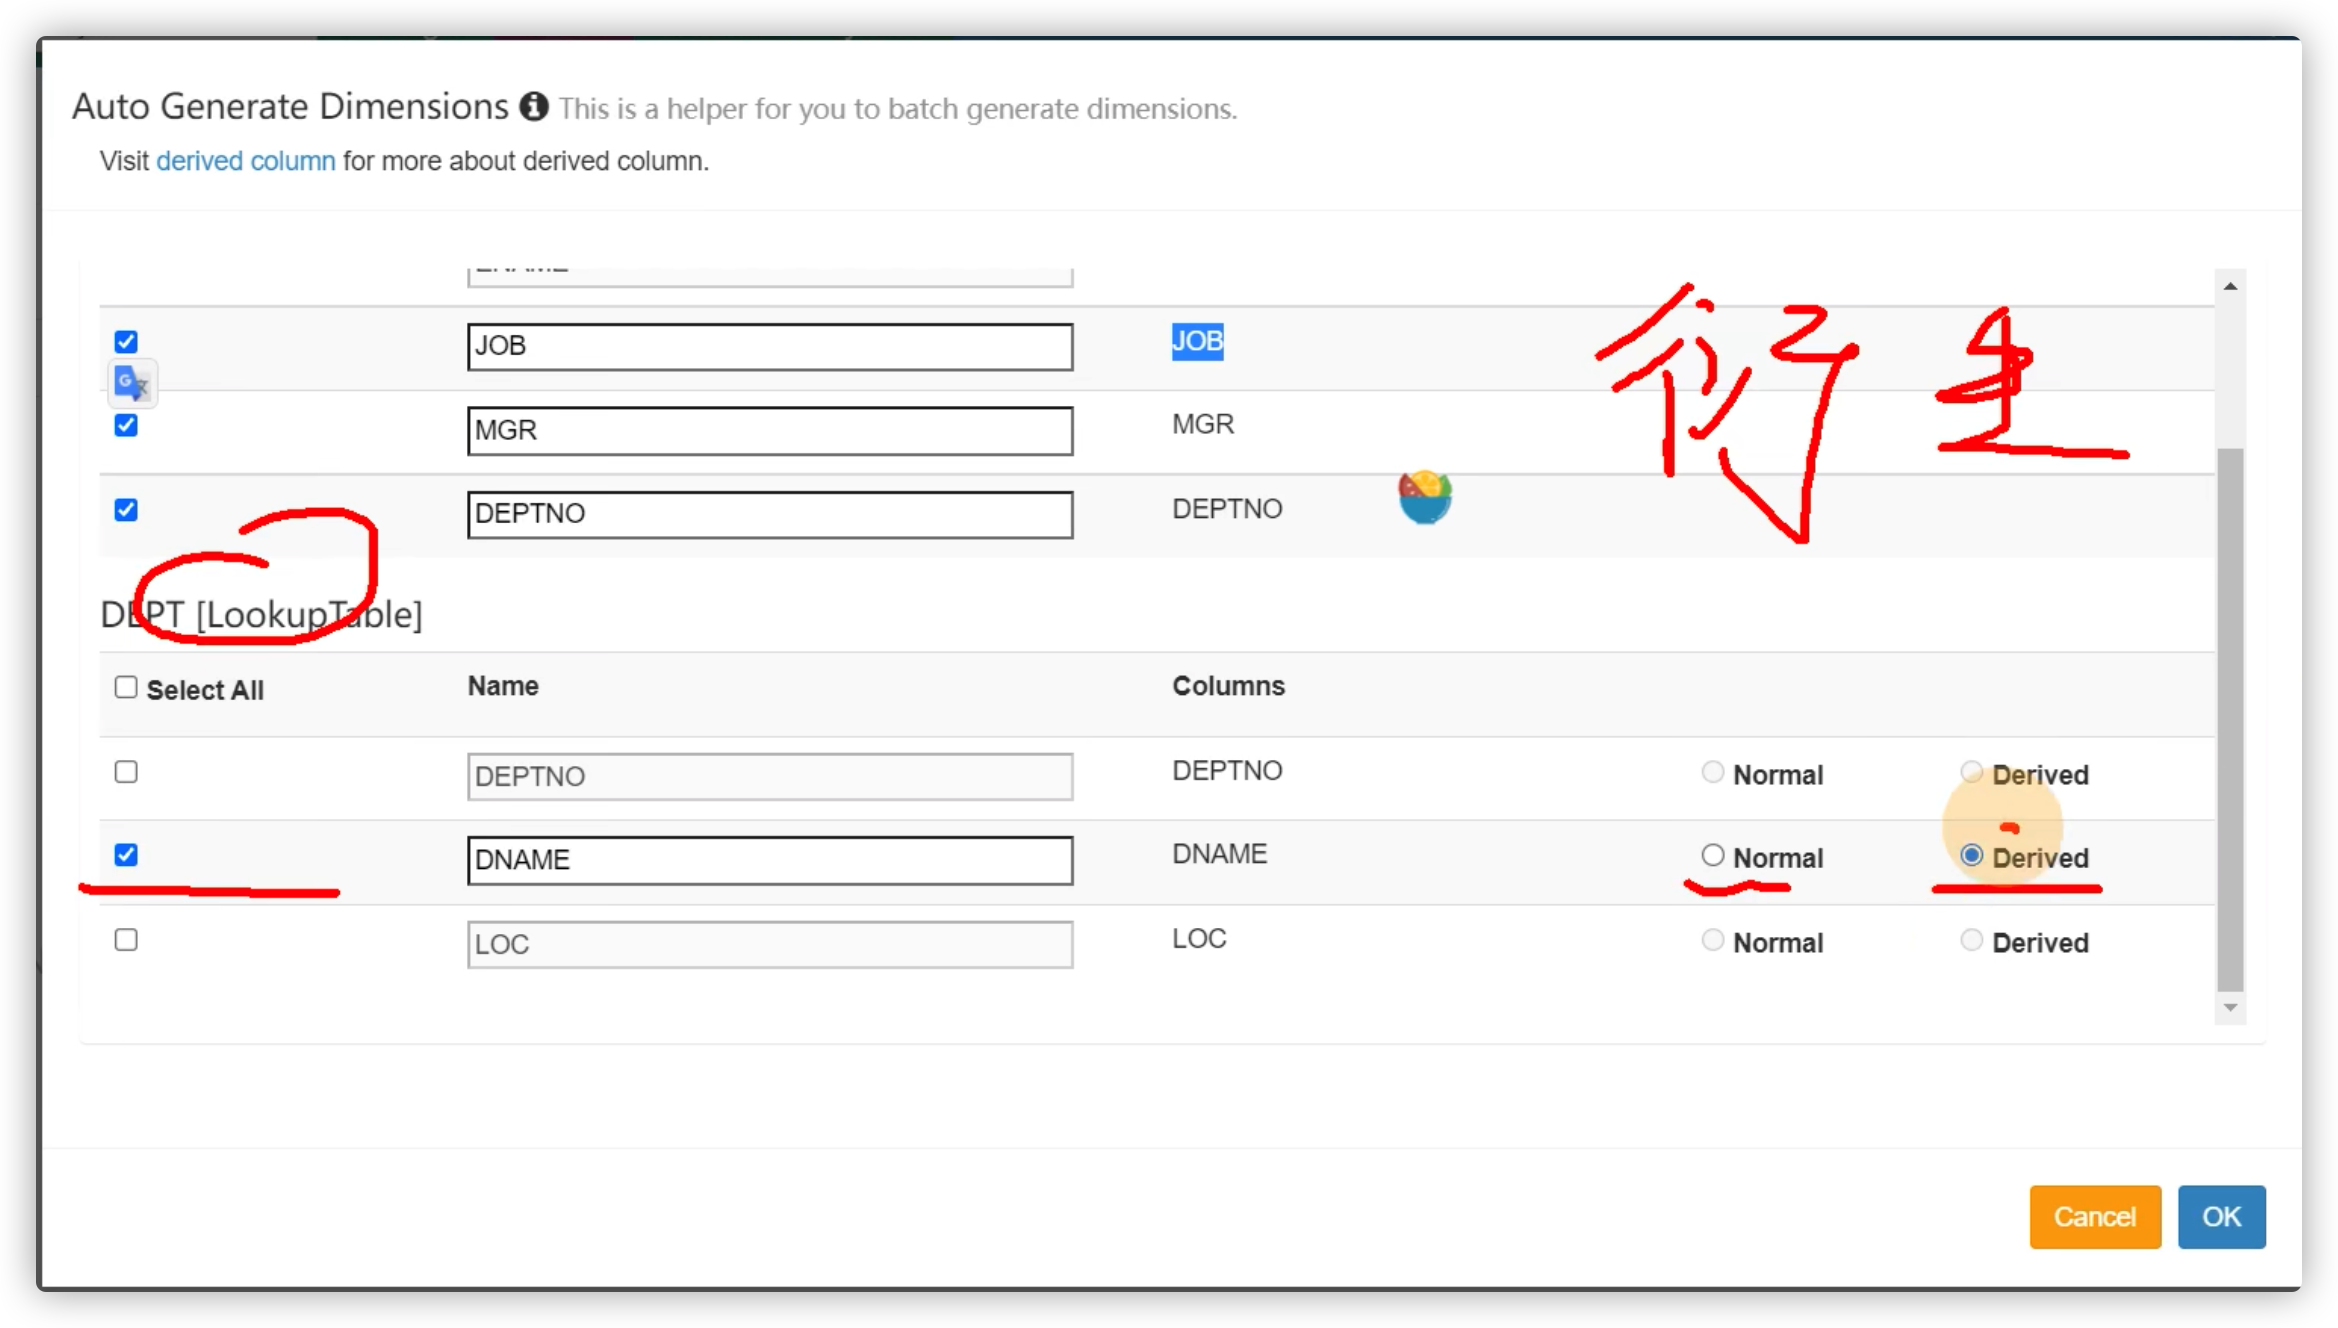 Auto Generate Dimensions This is a helper for you to batch generate dimensions.
Visit derived column for more about derived column.
ENAME
JOB JOB
MGR MGR
DEPTNO DEPTNO
衍生
DEPT [LookupTable]
Select All Name Columns
DEPTNO DEPTNO Normal Derived
DNAME DNAME Normal Derived
LOC LOC Normal Derived
Cancel OK